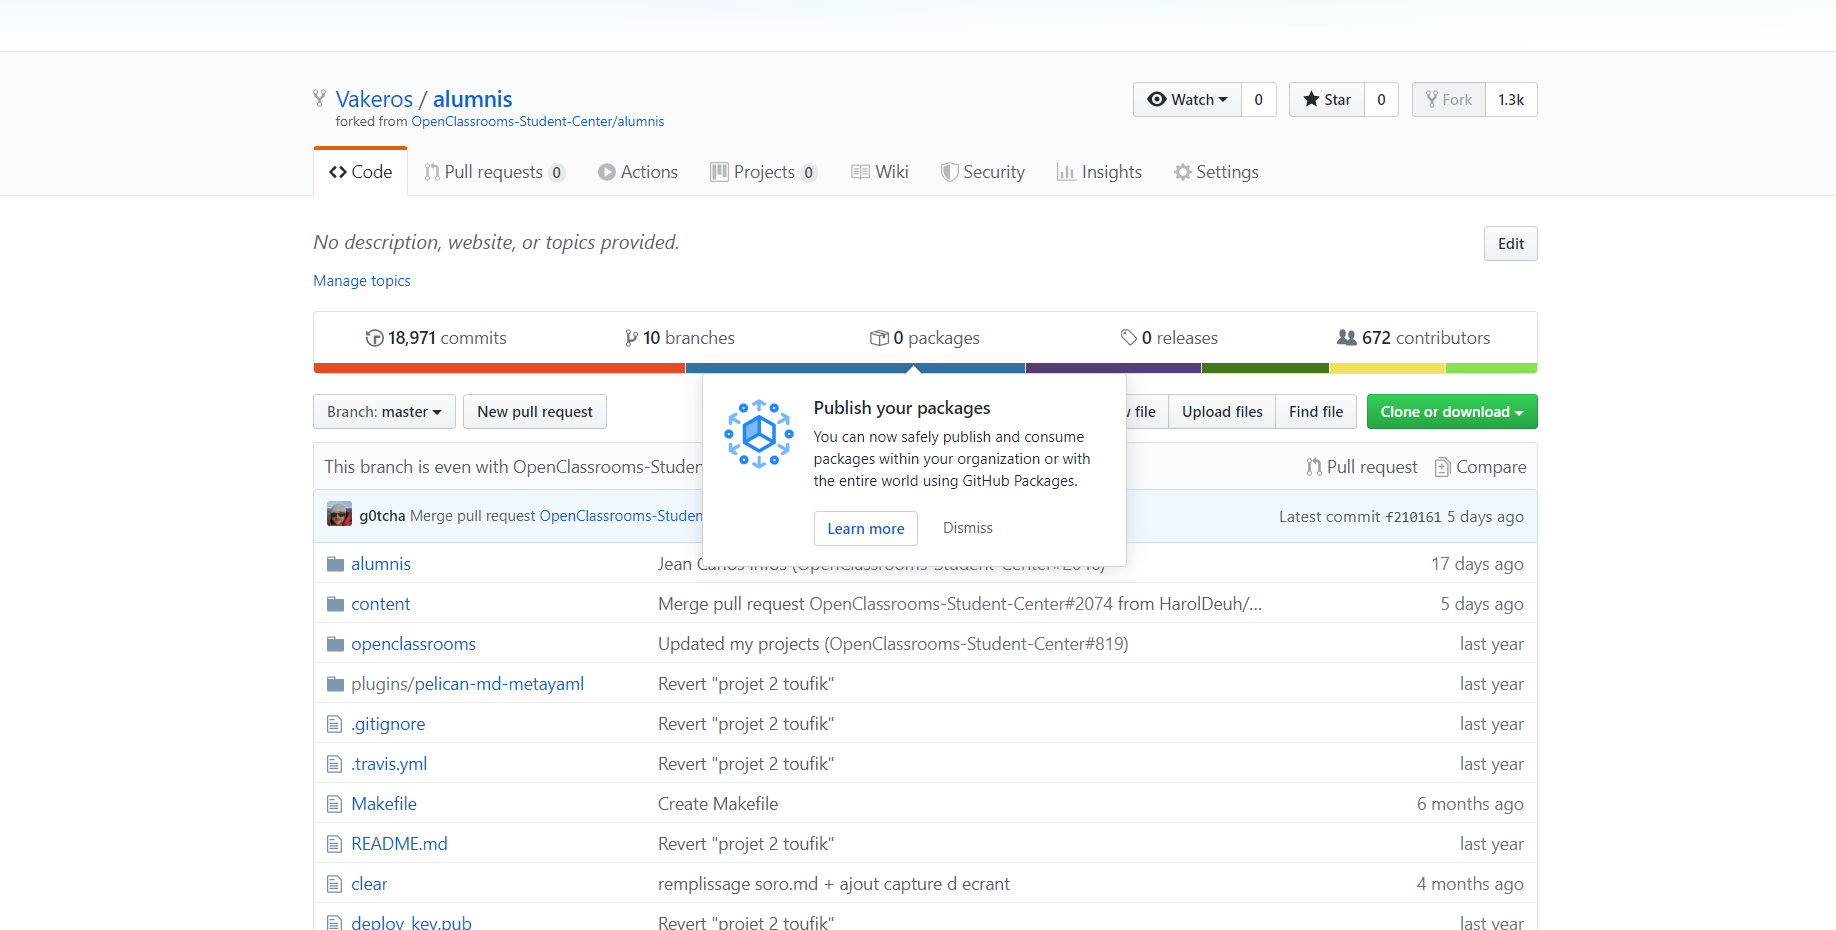 Vakeros / alumnis
forked from OpenClassrooms-Student-Center/alumnis
Watch 0 Star 0 Fork 1.3k
Code Pull requests 0 Actions Projects 0 Wiki Security Insights Settings
No description, website, or topics provided.
Edit
Manage topics
18,971 commits 10 branches 0 packages 0 releases 672 contributors
Branch: master New pull request file Upload files Find file Clone or download
Publish your packages
You can now safely publish and consume
packages within your organization or with
the entire world using GitHub Packages.
Learn more Dismiss
This branch is even with OpenClassrooms-Studen Pull request Compare
g0tcha Merge pull request OpenClassrooms-Studen Latest commit f210161 5 days ago
alumnis Jean 17 days ago
content Merge pull request OpenClassrooms-Student-Center#2074 from HarolDeuh/... 5 days ago
openclassrooms Updated my projects (OpenClassrooms-Student-Center#819) last year
plugins/pelican-md-metayaml Revert "projet 2 toufik" last year
.gitignore Revert "projet 2 toufik" last year
.travis.yml Revert "projet 2 toufik" last year
Makefile Create Makefile 6 months ago
README.md Revert "projet 2 toufik" last year
clear remplissage soro.md + ajout capture d ecrant 4 months ago
deploy_key.pub Revert "projet 2 toufik" last year